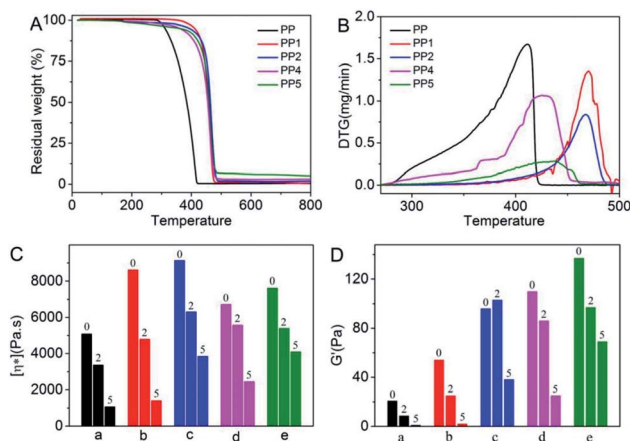 A
100
75
50
25
0
Residual weight (%)
0 200 400 600 800
Temperature
PP
PP1
PP2
PP4
PP5
B
2.0
1.5
1.0
0.5
0.0
DTG(mg/min)
300 400 500
Temperature
PP
PP1
PP2
PP4
PP5
C
8000
6000
4000
2000
0
[η*](Pa.s)
0 2 5 0 2 5 0 2 5 0 2 5 0 2 5
a b c d e
D
120
80
40
0
G'(Pa)
0 2 5 0 2 5 0 2 5 0 2 5 0 2 5
a b c d e